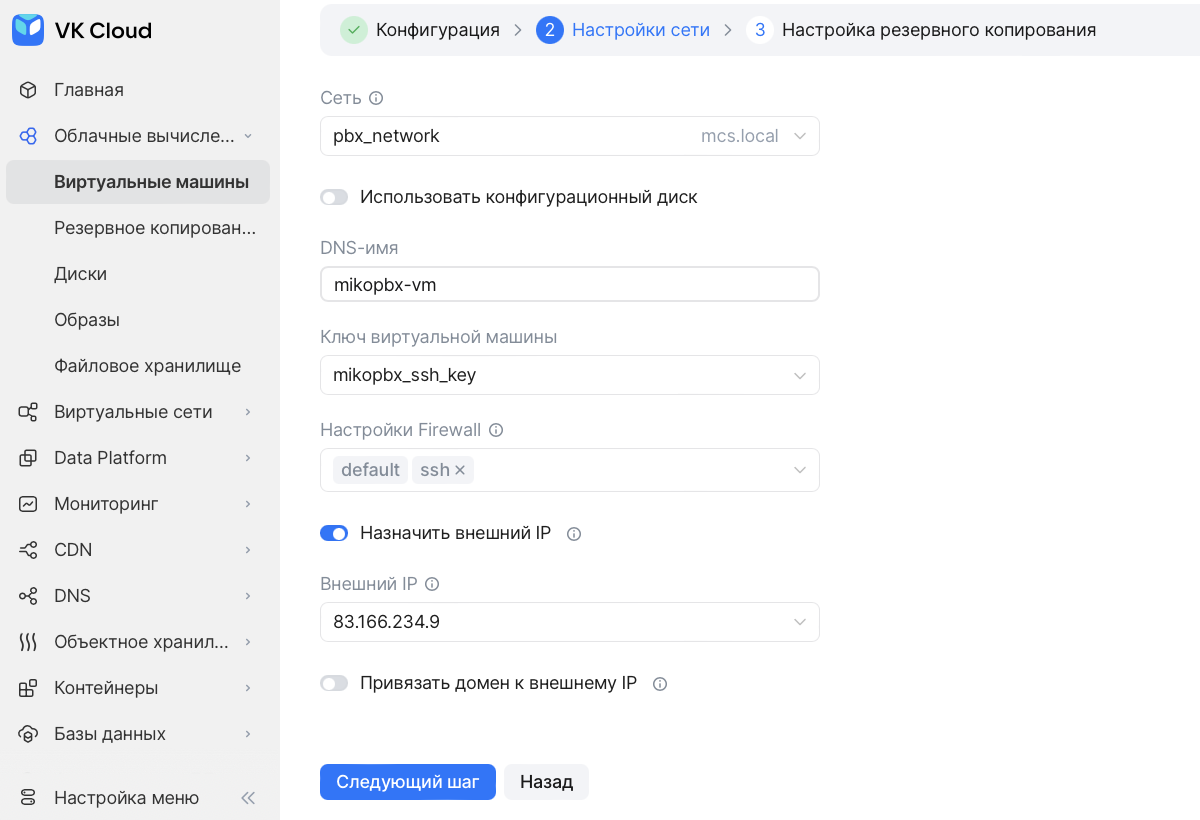 VK Cloud
Главная
Облачные вычисле...
Виртуальные машины
Резервное копирован...
Диски
Образы
Файловое хранилище
Виртуальные сети
Data Platform
Мониторинг
CDN
DNS
Объектное хранил...
Контейнеры
Базы данных
Настройка меню
Конфигурация
2 Настройки сети
3 Настройка резервного копирования
Сеть
pbx_network mcs.local
Использовать конфигурационный диск
DNS-имя
mikopbx-vm
Ключ виртуальной машины
mikopbx_ssh_key
Настройки Firewall
default ssh ×
Назначить внешний IP
Внешний IP
83.166.234.9
Привязать домен к внешнему IP
Следующий шаг Назад